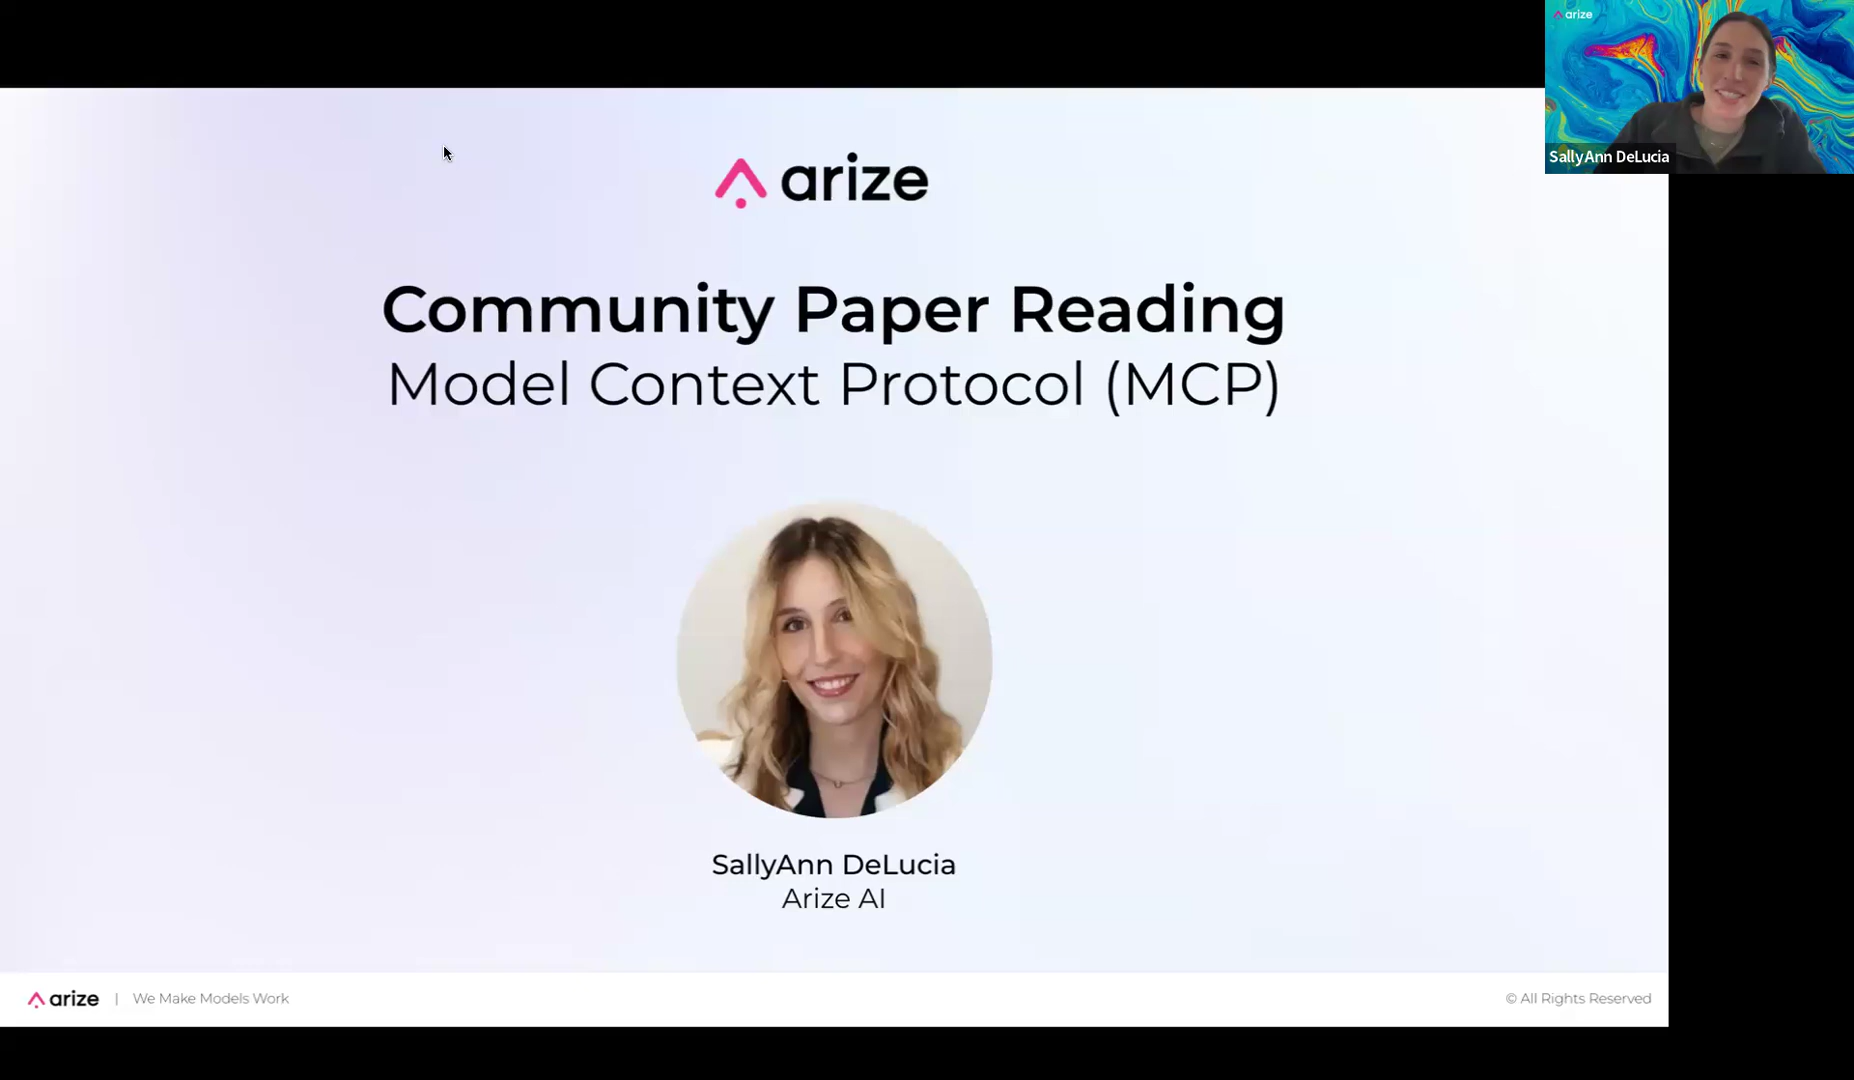 arize
SallyAnn DeLucia
arize
Community Paper Reading
Model Context Protocol (MCP)
SallyAnn DeLucia
Arize AI
arize | We Make Models Work
© All Rights Reserved